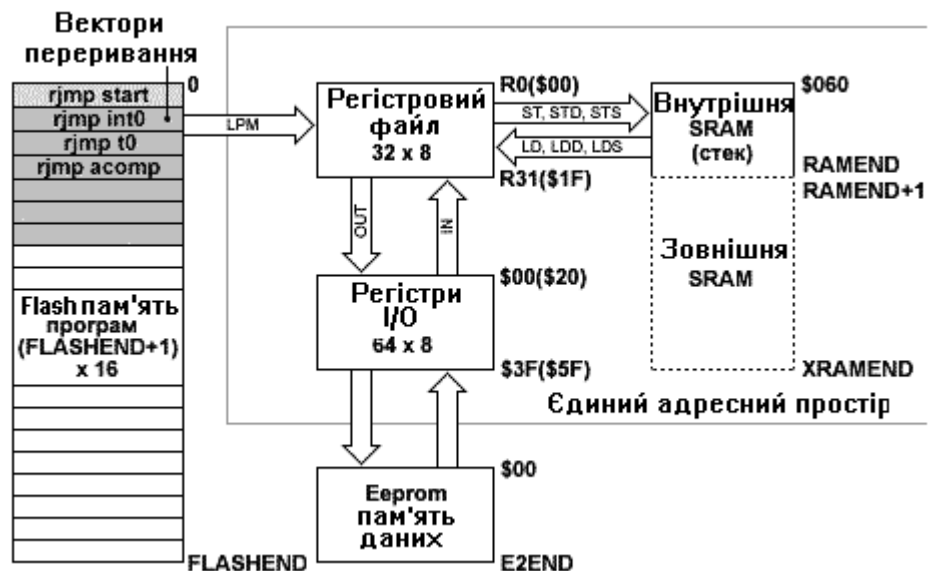 Вектори
переривання
0
rjmp start
rjmp int0
rjmp t0
rjmp acomp
Flash пам'ять
програм
(FLASHEND+1)
x 16
FLASHEND
LPM
Регістровий
файл
32 x 8
R0($00)
R31($1F)
ST, STD, STS
LD, LDD, LDS
Внутрішня
SRAM
(стек)
$060
RAMEND
RAMEND+1
Зовнішня
SRAM
XRAMEND
OUT
IN
Регістри
I/O
64 x 8
$00($20)
$3F($5F)
Єдиний адресний простір
Eeprom
пам'ять
даних
$00
E2END